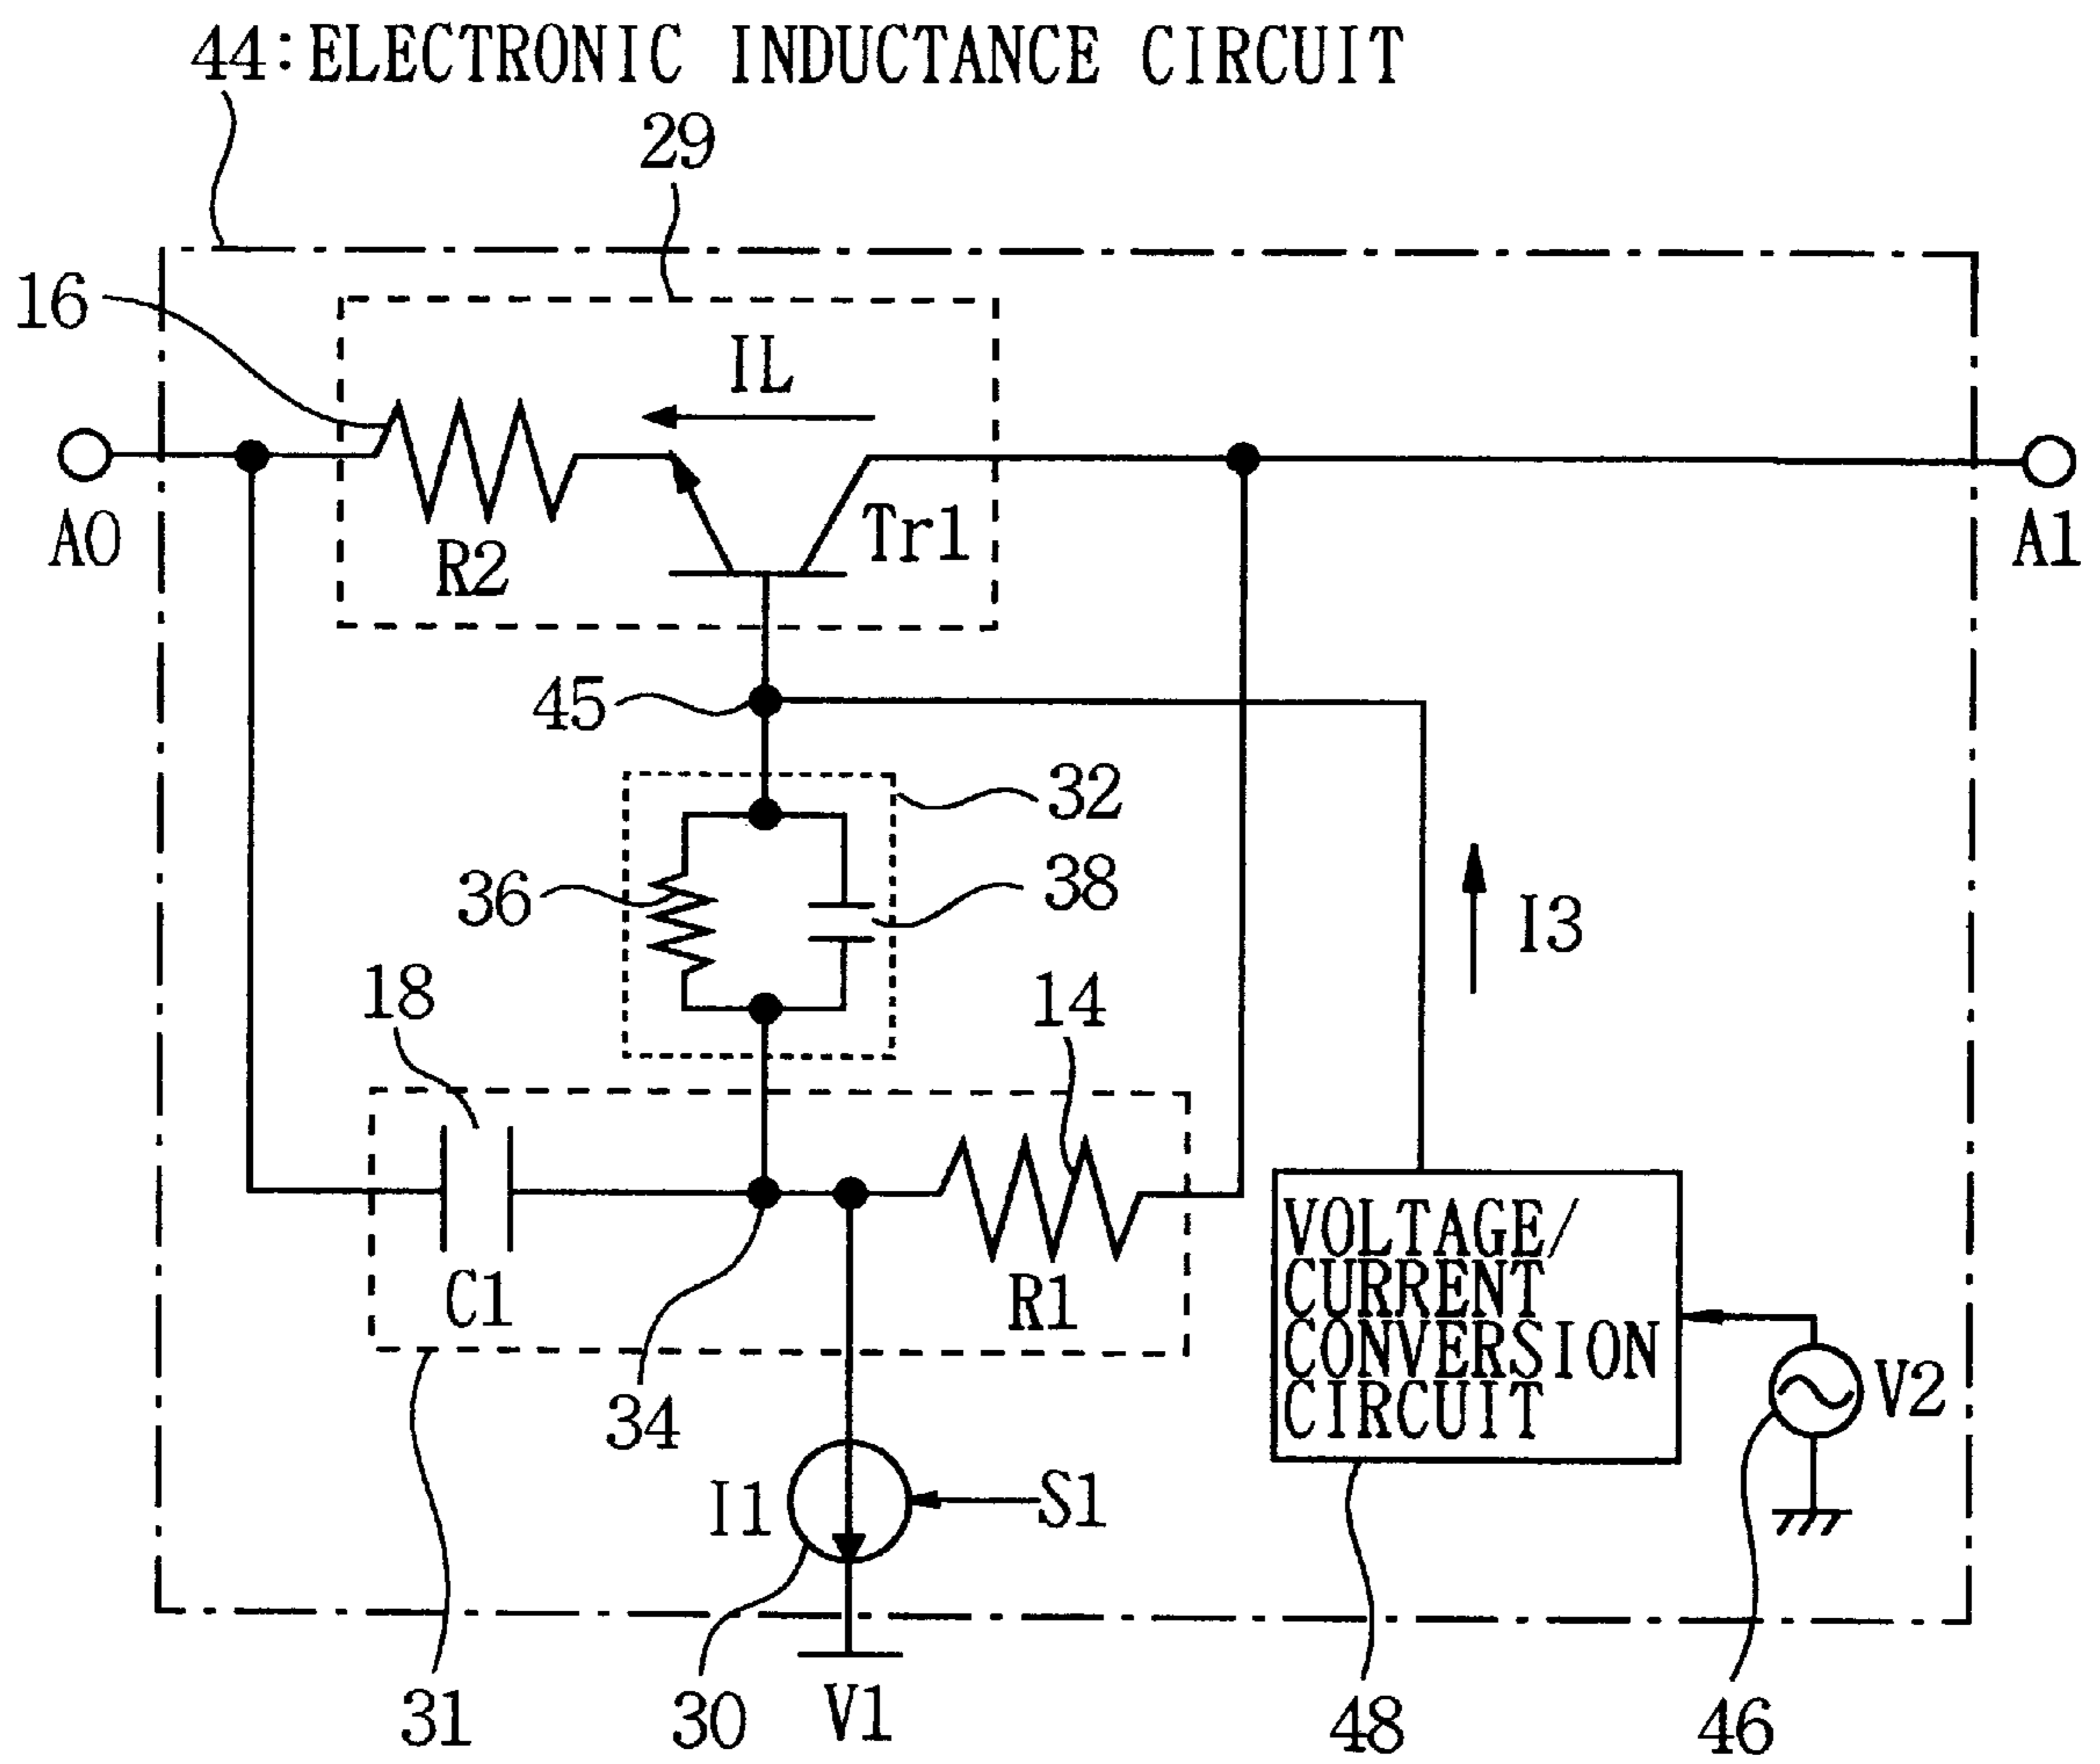 44:ELECTRONIC INDUCTANCE CIRCUIT
29
16
IL
A0
R2
Tr1
A1
45
32
36
38
I3
18
14
C1
R1
VOLTAGE/
CURRENT
CONVERSION
CIRCUIT
V2
34
I1
S1
31
30
V1
48
46